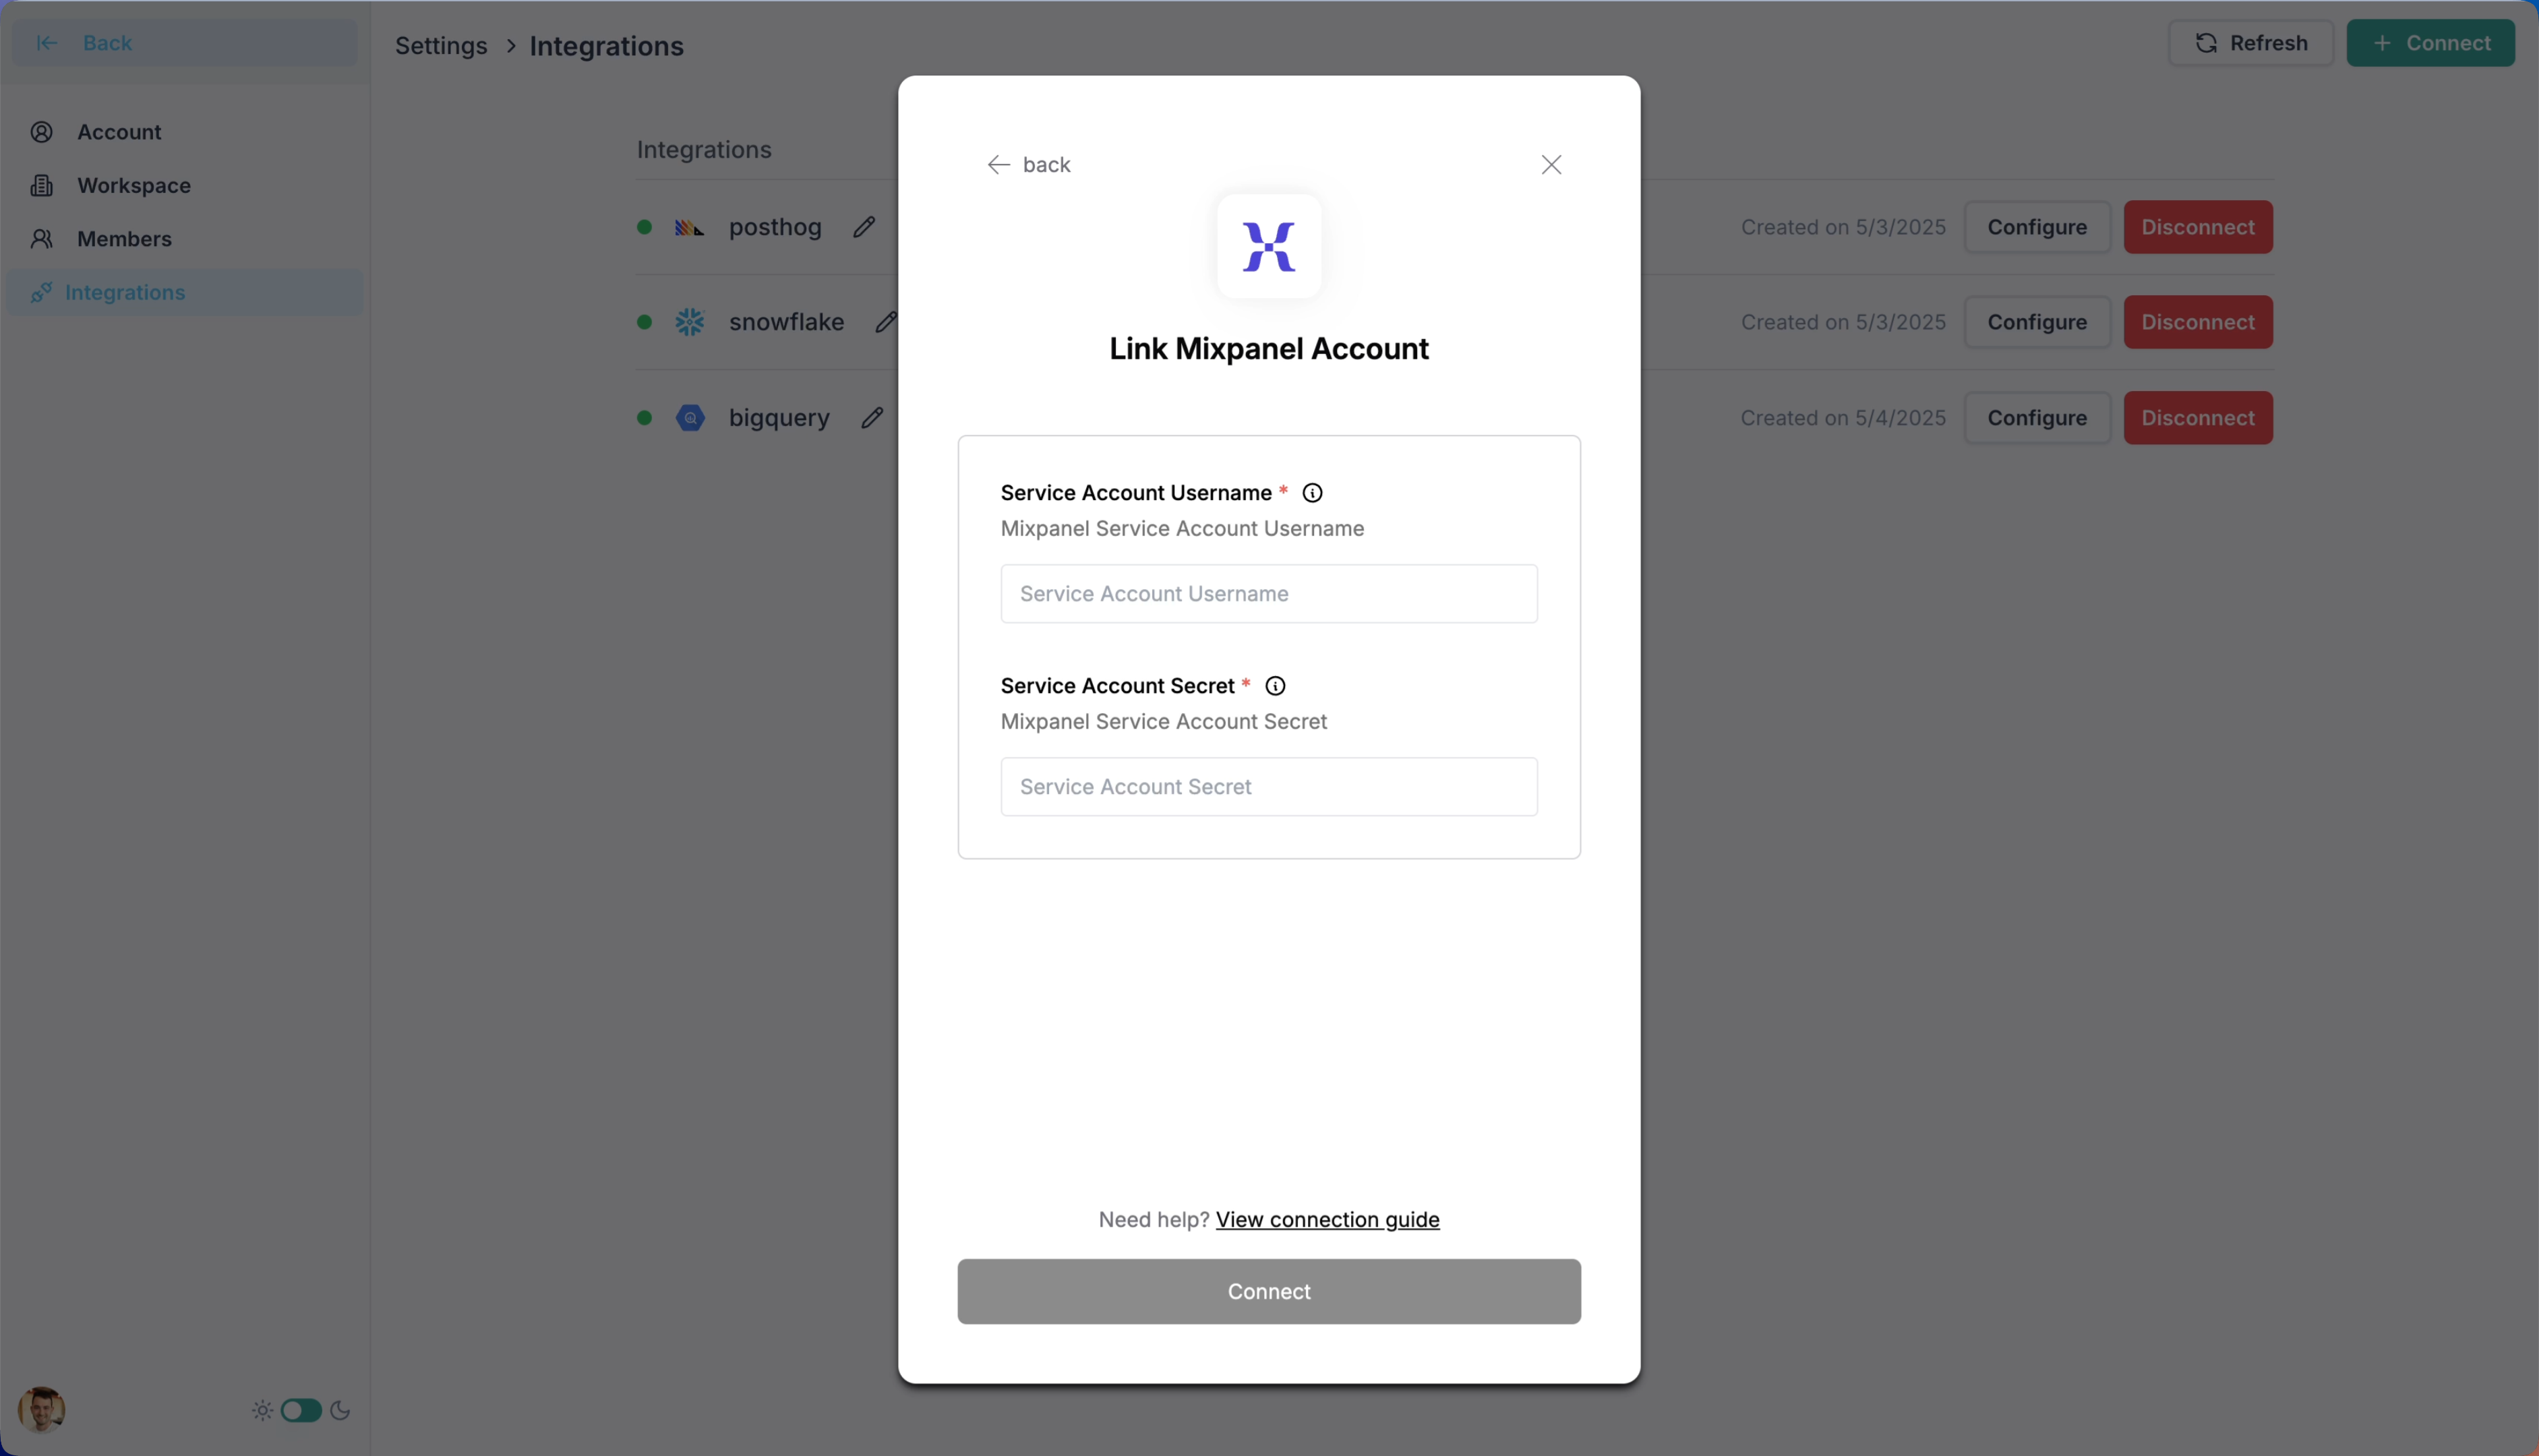 Back
Settings > Integrations
Refresh
+ Connect
Account
Workspace
Members
Integrations
Integrations
posthog
Created on 5/3/2025
Configure
Disconnect
snowflake
Created on 5/3/2025
Configure
Disconnect
bigquery
Created on 5/4/2025
Configure
Disconnect
back
Link Mixpanel Account
Service Account Username *
Mixpanel Service Account Username
Service Account Username
Service Account Secret *
Mixpanel Service Account Secret
Service Account Secret
Need help? View connection guide
Connect